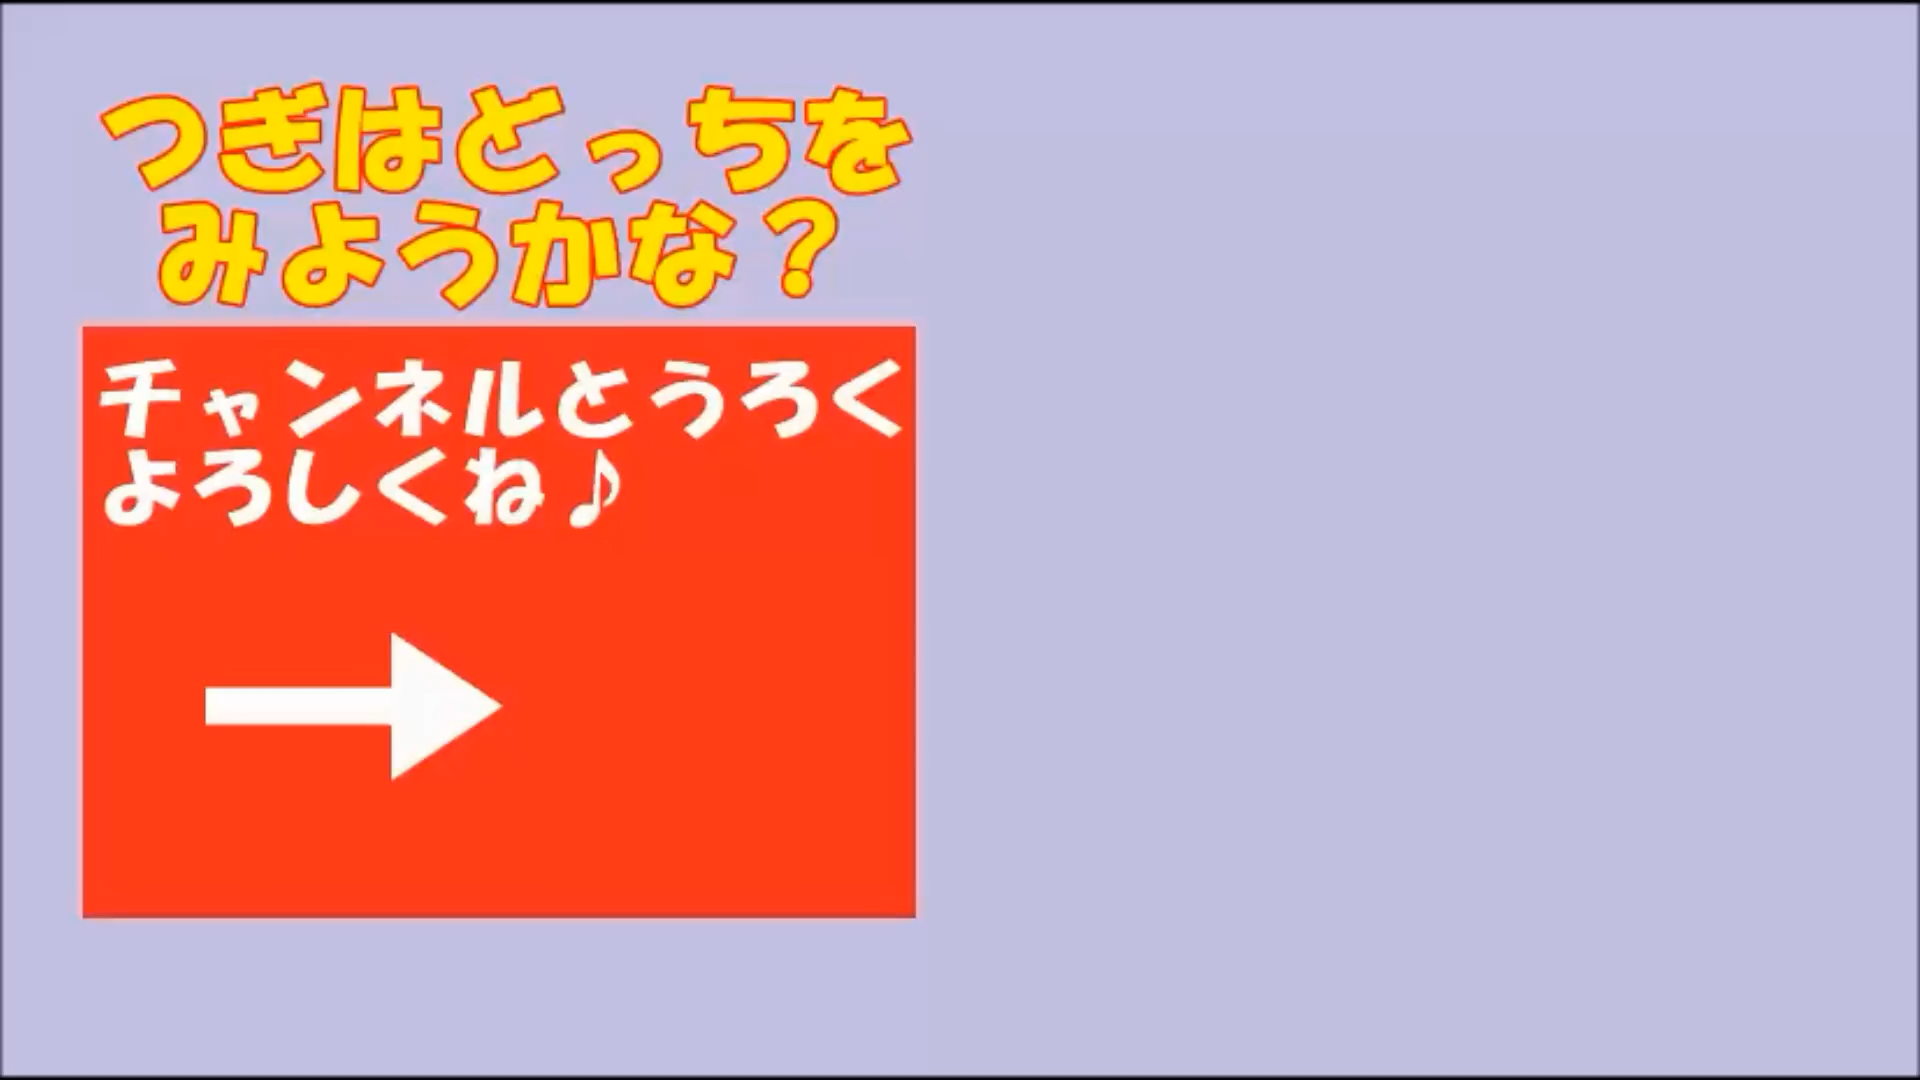 つぎはどっちを
みようかな？
チャンネルとうろく
よろしくね♪